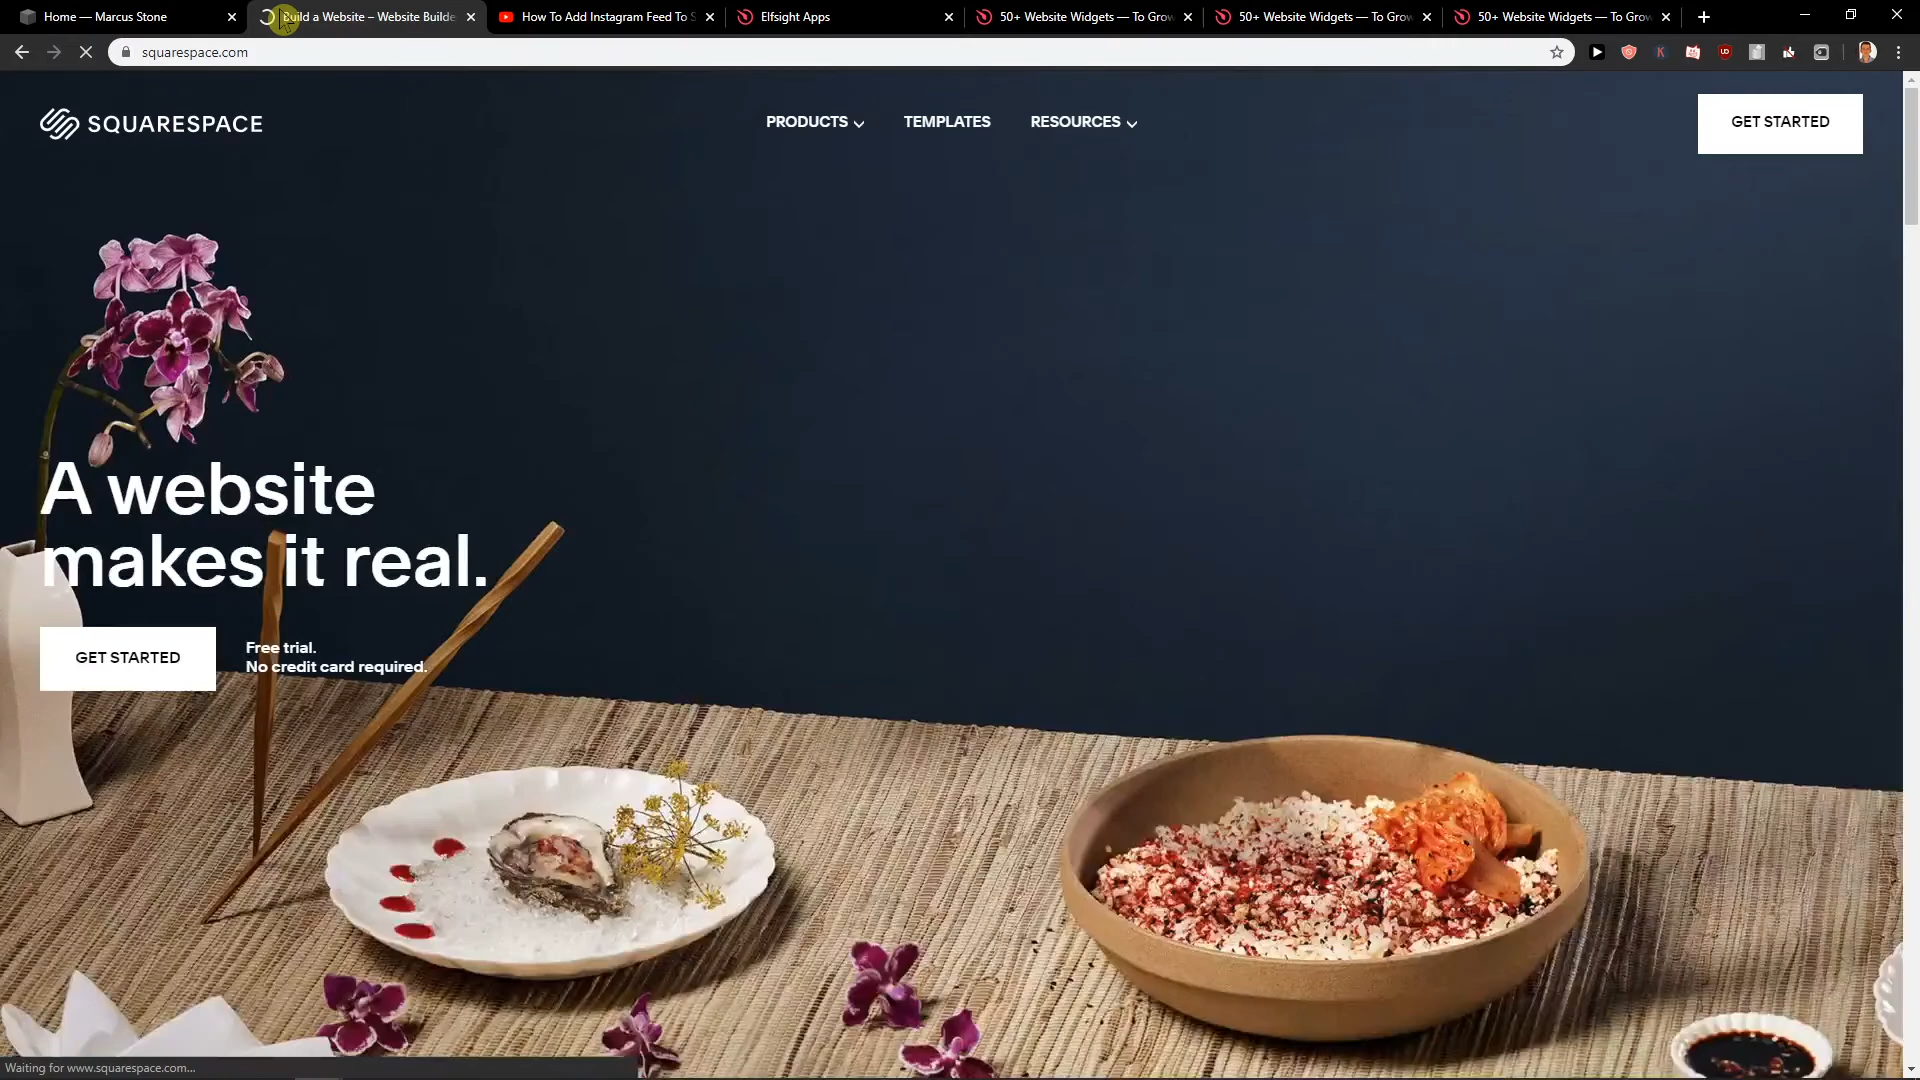 Home — Marcus Stone
Build a Website – Website Builde
How To Add Instagram Feed To S
Elfsight Apps
50+ Website Widgets — To Grow
50+ Website Widgets — To Grow
50+ Website Widgets — To Grow
squarespace.com
SQUARESPACE
PRODUCTS
TEMPLATES
RESOURCES
GET STARTED
A website
makes it real.
GET STARTED
Free trial.
No credit card required.
Waiting for www.squarespace.com...